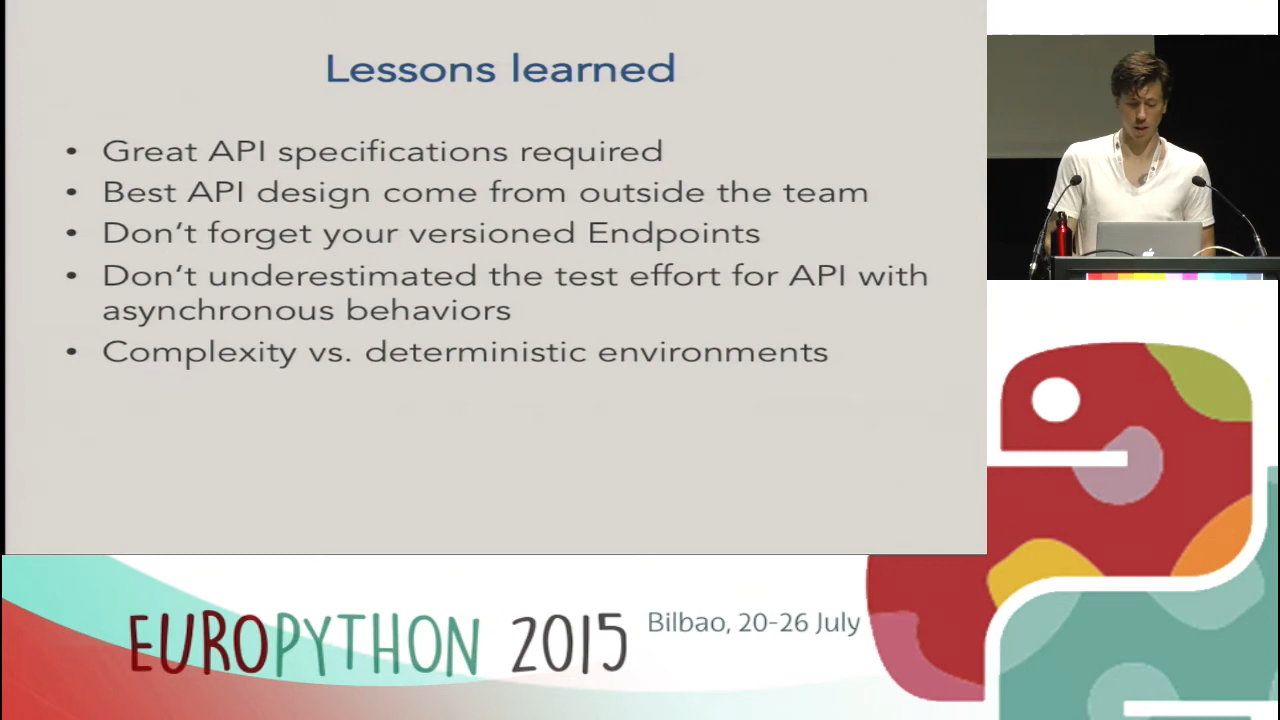 Lessons learned
• Great API specifications required
• Best API design come from outside the team
• Don't forget your versioned Endpoints
• Don't underestimated the test effort for API with
asynchronous behaviors
• Complexity vs. deterministic environments
EUROPYTHON 2015
Bilbao, 20-26 July